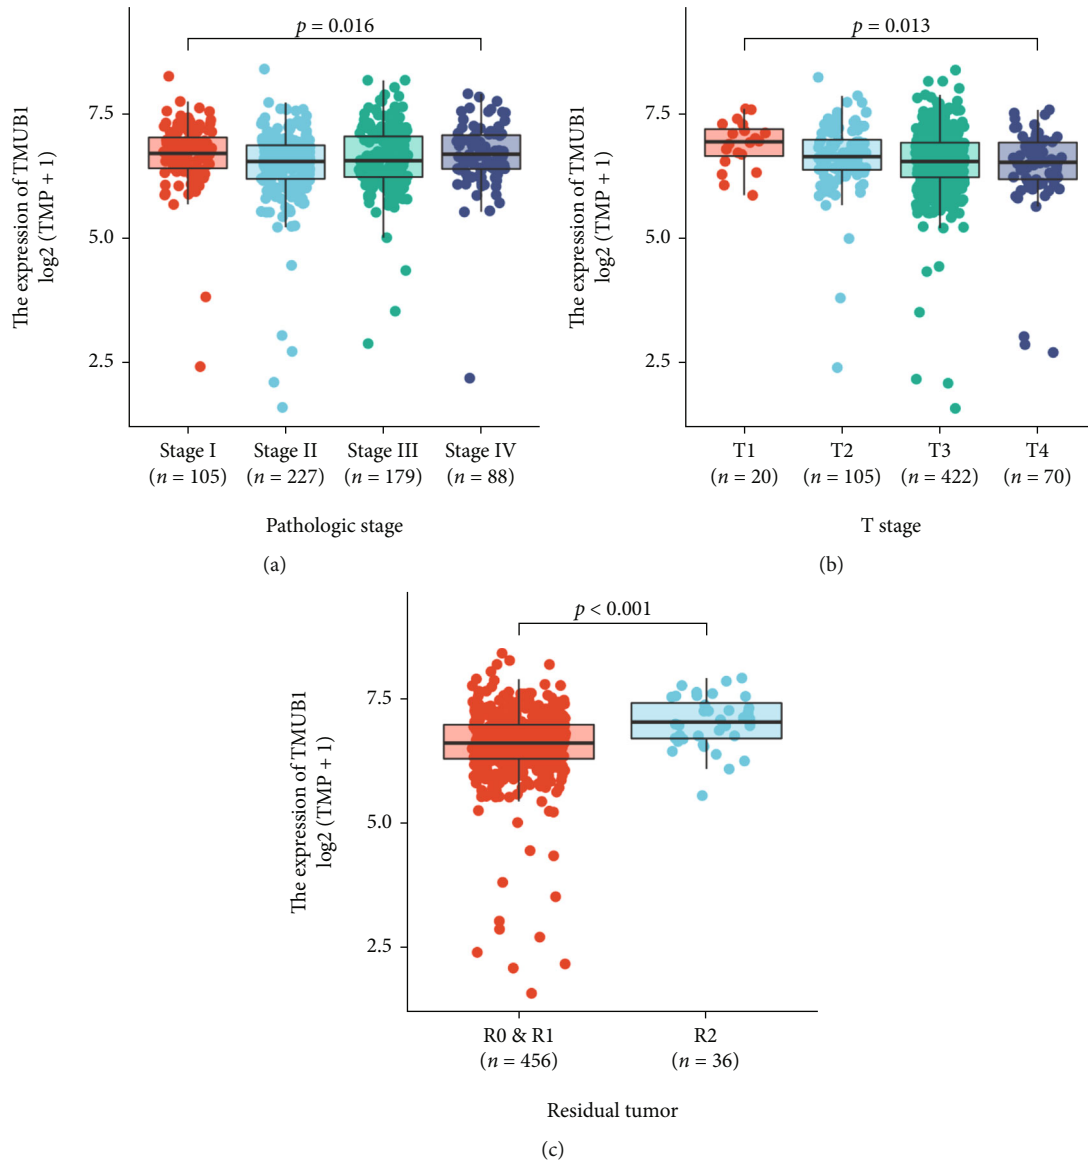 p = 0.016
The expression of TMUB1
log2 (TMP + 1)
7.5
5.0
2.5
Stage I
(n = 105)
Stage II
(n = 227)
Stage III
(n = 179)
Stage IV
(n = 88)
Pathologic stage
(a)
p = 0.013
The expression of TMUB1
log2 (TMP + 1)
7.5
5.0
2.5
T1
(n = 20)
T2
(n = 105)
T3
(n = 422)
T4
(n = 70)
T stage
(b)
p < 0.001
The expression of TMUB1
log2 (TMP + 1)
7.5
5.0
2.5
R0 & R1
(n = 456)
R2
(n = 36)
Residual tumor
(c)